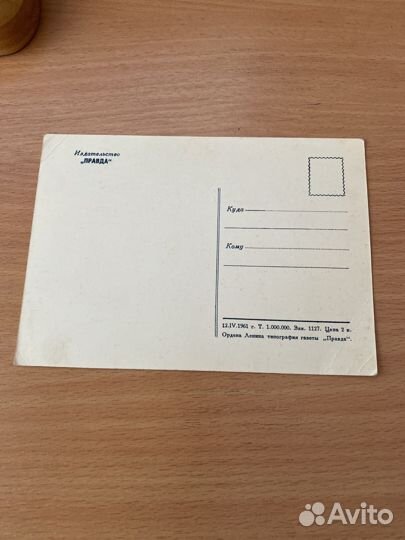 Издательство
„ПРАВДА“
Куда
Кому
12.IV.1961 г. Т. 1.000.000. Зак. 1127. Цена 2 к.
Ордена Ленина типография газеты „Правда“.
Avito